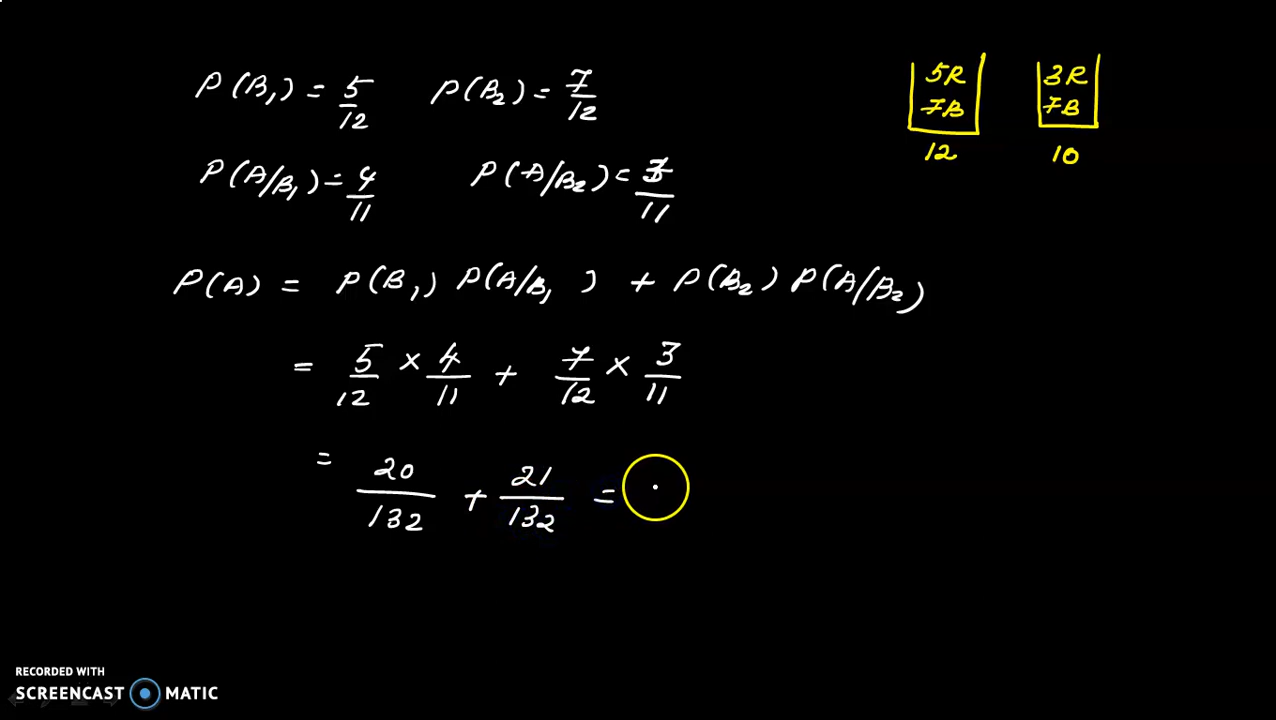 P(B₁) = 5/12 P(B₂) = 7/12
5R 3R
7B 7B
12 10
P(A/B₁) = 4/11 P(A/B₂) = 3/11
P(A) = P(B₁) P(A/B₁) + P(B₂) P(A/B₂)
= 5/12 × 4/11 + 7/12 × 3/11
= 20/132 + 21/132 =
RECORDED WITH
SCREENCAST MATIC